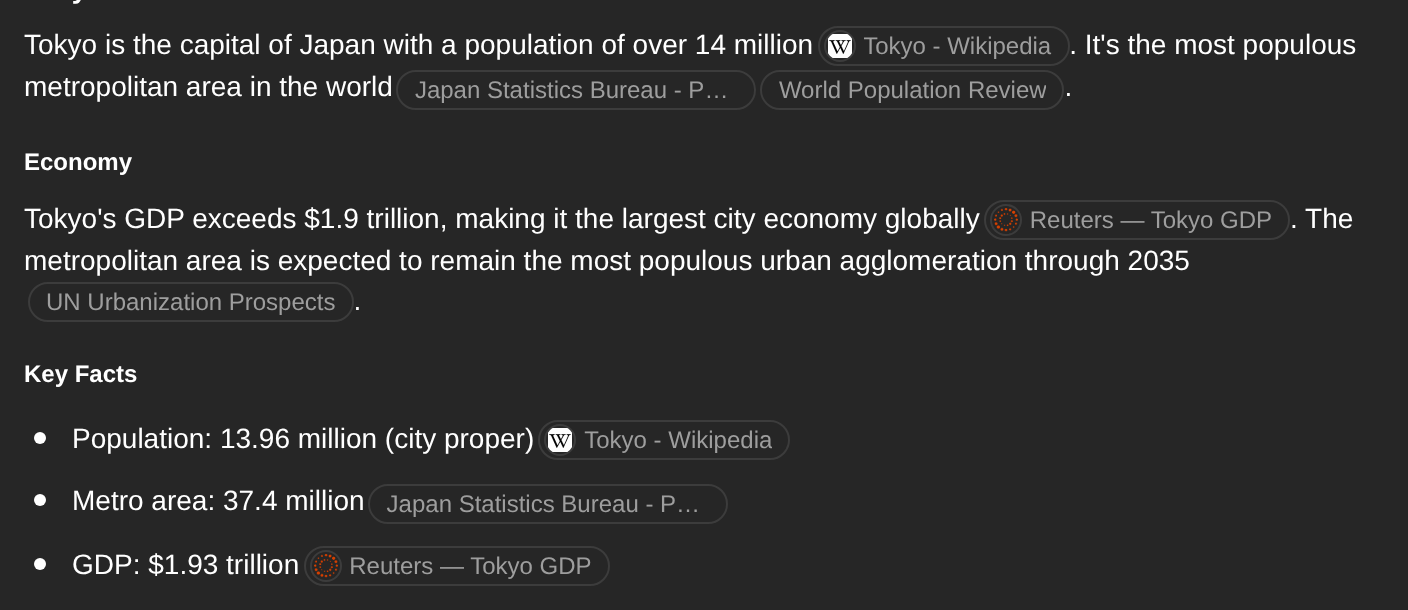 Tokyo is the capital of Japan with a population of over 14 million W Tokyo - Wikipedia . It's the most populous
metropolitan area in the world Japan Statistics Bureau - P… World Population Review .
Economy
Tokyo's GDP exceeds $1.9 trillion, making it the largest city economy globally Reuters — Tokyo GDP . The
metropolitan area is expected to remain the most populous urban agglomeration through 2035
UN Urbanization Prospects .
Key Facts
Population: 13.96 million (city proper) W Tokyo - Wikipedia
Metro area: 37.4 million Japan Statistics Bureau - P…
GDP: $1.93 trillion Reuters — Tokyo GDP